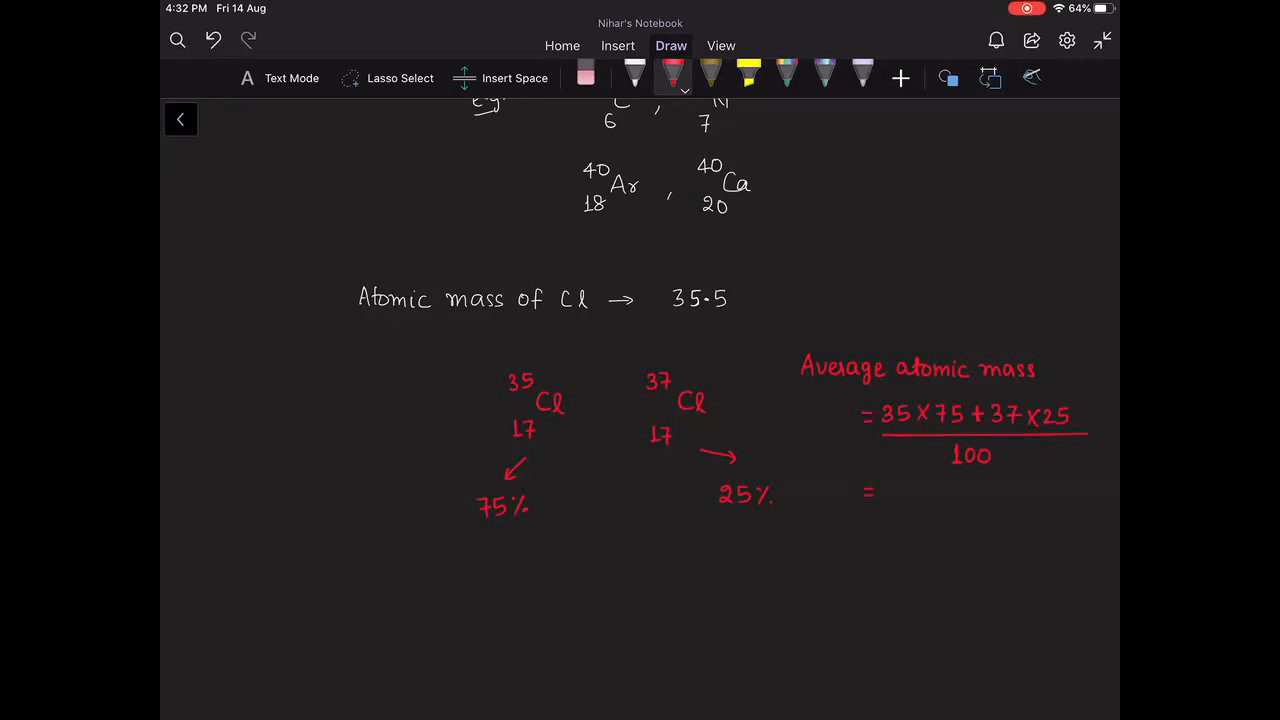 4:32 PM Fri 14 Aug
64%
Nihar's Notebook
Home Insert Draw View
A Text Mode Lasso Select Insert Space
6 , 7
40 Ar 18 , 40 Ca 20
Atomic mass of Cl → 35.5
Average atomic mass
35 Cl 17 37 Cl 17
= 35 × 75 + 37 × 25
100
75% 25% =